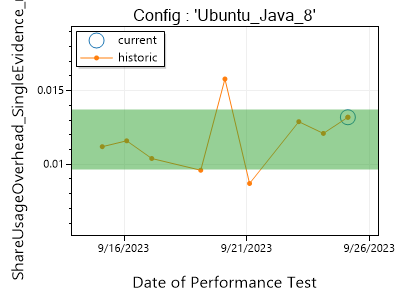 Config : 'Ubuntu_Java_8'
current
historic
ShareUsageOverhead_SingleEvidence_
0.015
0.01
9/16/2023
9/21/2023
9/26/2023
Date of Performance Test